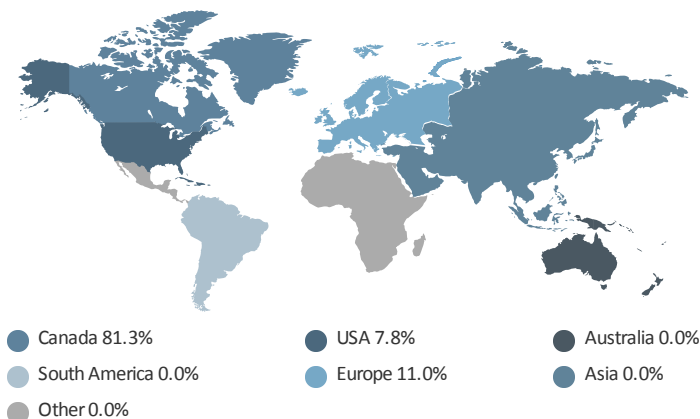 Canada 81.3% USA 7.8% Australia 0.0%
South America 0.0% Europe 11.0% Asia 0.0%
Other 0.0%